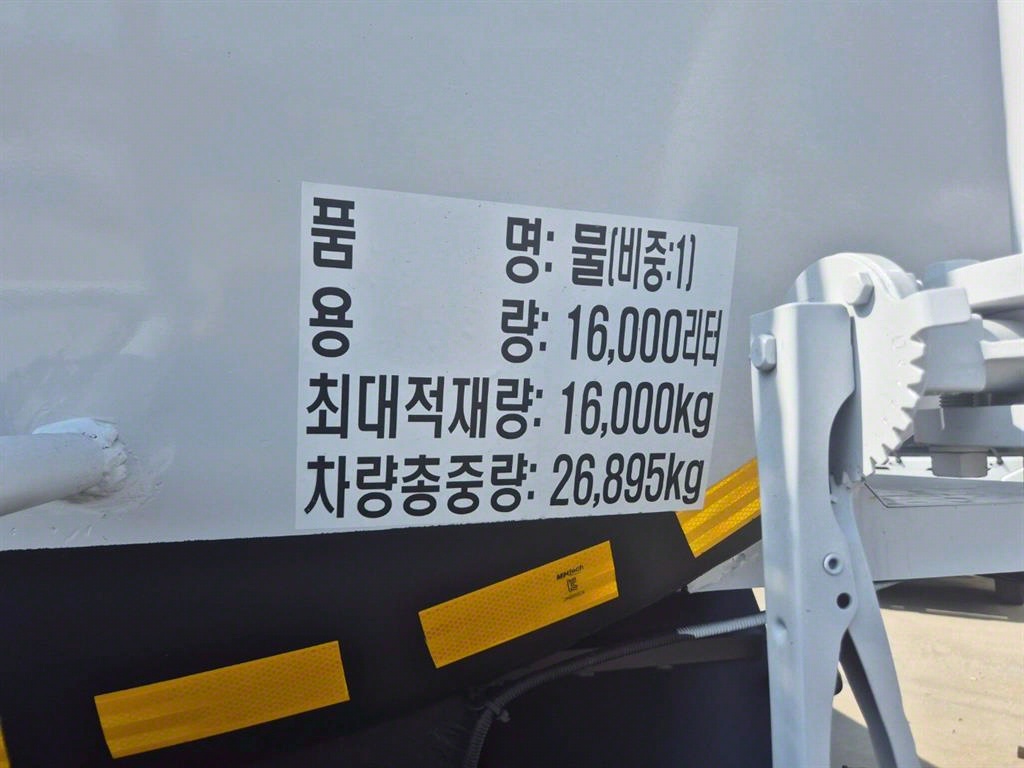 품 명: 물(비중:1)
용 량: 16,000리터
최대적재량: 16,000kg
차량총중량: 26,895kg
MHtech